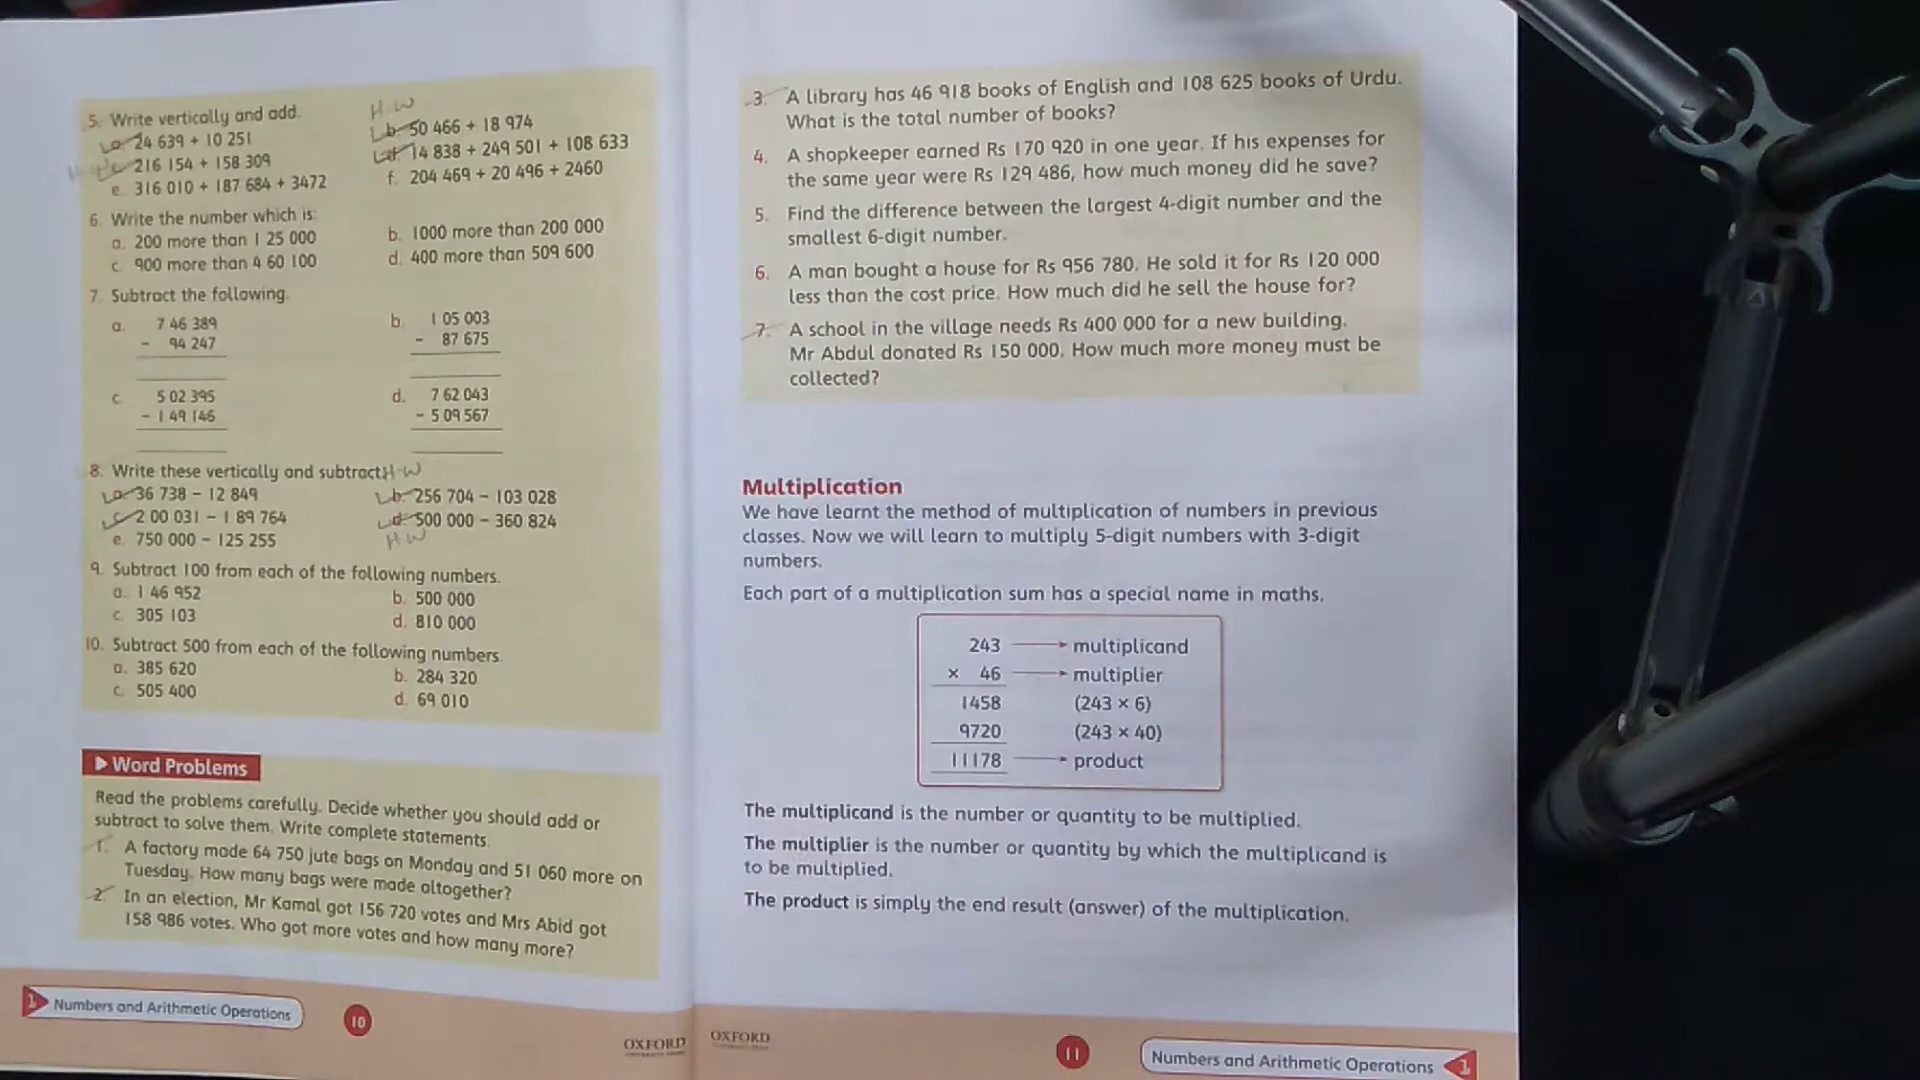 5. Write vertically and add.
H.W
a. 24 639 + 10 251
b. 50 466 + 18 974
c. 216 154 + 158 309
d. 14 838 + 249 501 + 108 633
e. 316 010 + 187 684 + 3472
f. 204 469 + 20 496 + 2460
6. Write the number which is:
a. 200 more than 1 25 000
b. 1000 more than 200 000
c. 900 more than 4 60 100
d. 400 more than 509 600
7. Subtract the following.
a. 7 46 389
- 94 247
b. 1 05 003
- 87 675
c. 5 02 395
- 1 49 146
d. 7 62 043
- 5 09 567
8. Write these vertically and subtract. H.W
a. 36 738 – 12 849
b. 256 704 – 103 028
c. 2 00 031 – 1 89 764
d. 500 000 – 360 824
e. 750 000 – 125 255
HW
9. Subtract 100 from each of the following numbers.
a. 1 46 952
b. 500 000
c. 305 103
d. 810 000
10. Subtract 500 from each of the following numbers.
a. 385 620
b. 284 320
c. 505 400
d. 69 010
Word Problems
Read the problems carefully. Decide whether you should add or
subtract to solve them. Write complete statements.
1. A factory made 64 750 jute bags on Monday and 51 060 more on
Tuesday. How many bags were made altogether?
2. In an election, Mr Kamal got 156 720 votes and Mrs Abid got
158 986 votes. Who got more votes and how many more?
1 Numbers and Arithmetic Operations
10
OXFORD
3. A library has 46 918 books of English and 108 625 books of Urdu.
What is the total number of books?
4. A shopkeeper earned Rs 170 920 in one year. If his expenses for
the same year were Rs 129 486, how much money did he save?
5. Find the difference between the largest 4-digit number and the
smallest 6-digit number.
6. A man bought a house for Rs 956 780. He sold it for Rs 120 000
less than the cost price. How much did he sell the house for?
7. A school in the village needs Rs 400 000 for a new building.
Mr Abdul donated Rs 150 000. How much more money must be
collected?
Multiplication
We have learnt the method of multiplication of numbers in previous
classes. Now we will learn to multiply 5-digit numbers with 3-digit
numbers.
Each part of a multiplication sum has a special name in maths.
243 multiplicand
× 46 multiplier
1458 (243 × 6)
9720 (243 × 40)
11178 product
The multiplicand is the number or quantity to be multiplied.
The multiplier is the number or quantity by which the multiplicand is
to be multiplied.
The product is simply the end result (answer) of the multiplication.
OXFORD
11
Numbers and Arithmetic Operations 1